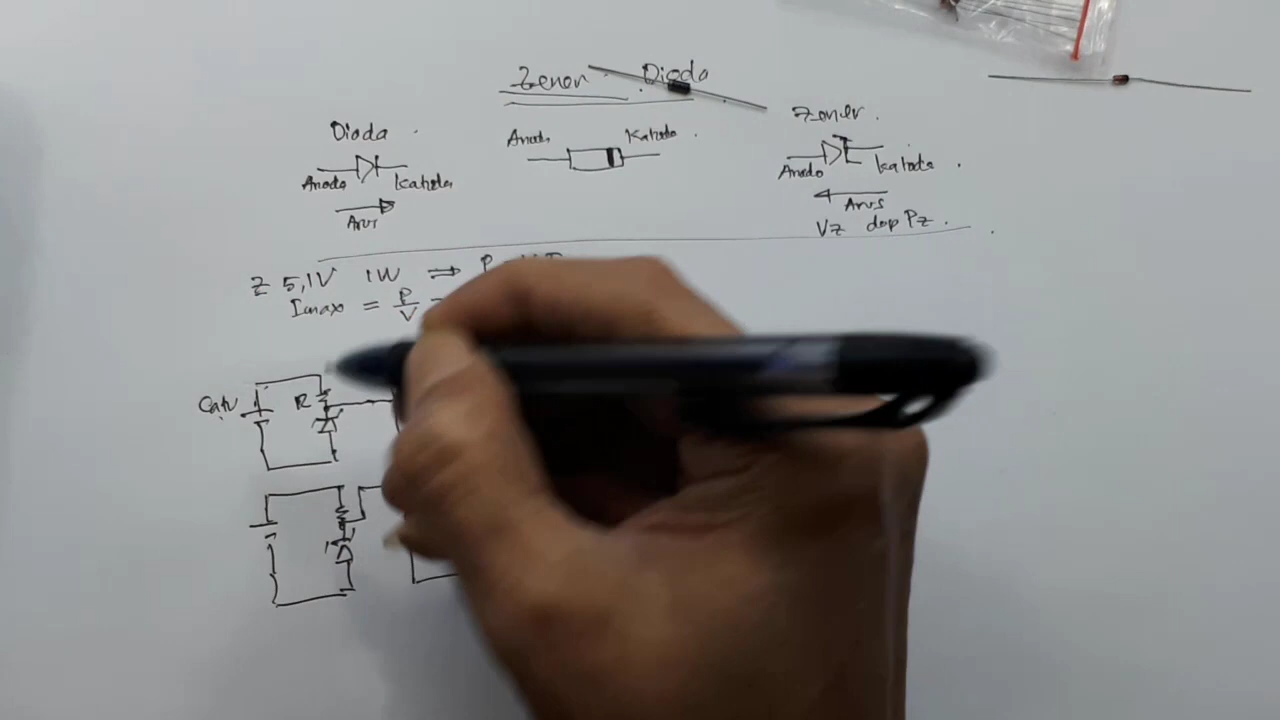 Zener Dioda
Dioda
Anoda Katoda
Arus
Anoda Katoda
Zener
Anoda Katoda
Arus
Vz dan Pz
Z 5,1V 1W ⇒ P
Imax = P/V
Catu R